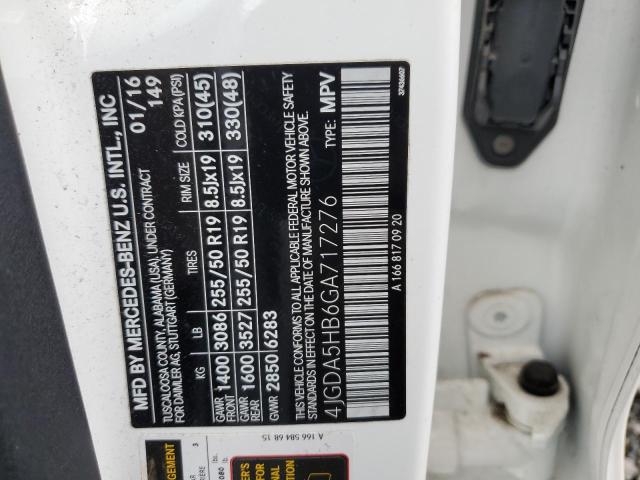 MFD BY MERCEDES-BENZ U.S. INTL., INC
TUSCALOOSA COUNTY, ALABAMA (USA), UNDER CONTRACT
FOR DAIMLER AG, STUTTGART (GERMANY)
01/16
149
KG LB TIRES RIM SIZE COLD KPA (PSI)
GAWR FRONT 1400 3086 255/50 R19 8.5Jx19 310(45)
GAWR REAR 1600 3527 255/50 R19 8.5Jx19 330(48)
GWR 2850 6283
THIS VEHICLE CONFORMS TO ALL APPLICABLE FEDERAL MOTOR VEHICLE SAFETY
STANDARDS IN EFFECT ON THE DATE OF MANUFACTURE SHOWN ABOVE.
4JGDA5HB6GA717276 TYPE: MPV
A 166 817 09 20
37436607
A 166 584 68 15
3